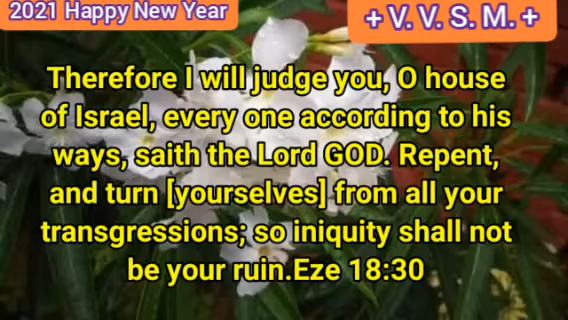 2021 Happy New Year
+ V. V. S. M. +
Therefore I will judge you, O house
of Israel, every one according to his
ways, saith the Lord GOD. Repent,
and turn [yourselves] from all your
transgressions; so iniquity shall not
be your ruin.Eze 18:30